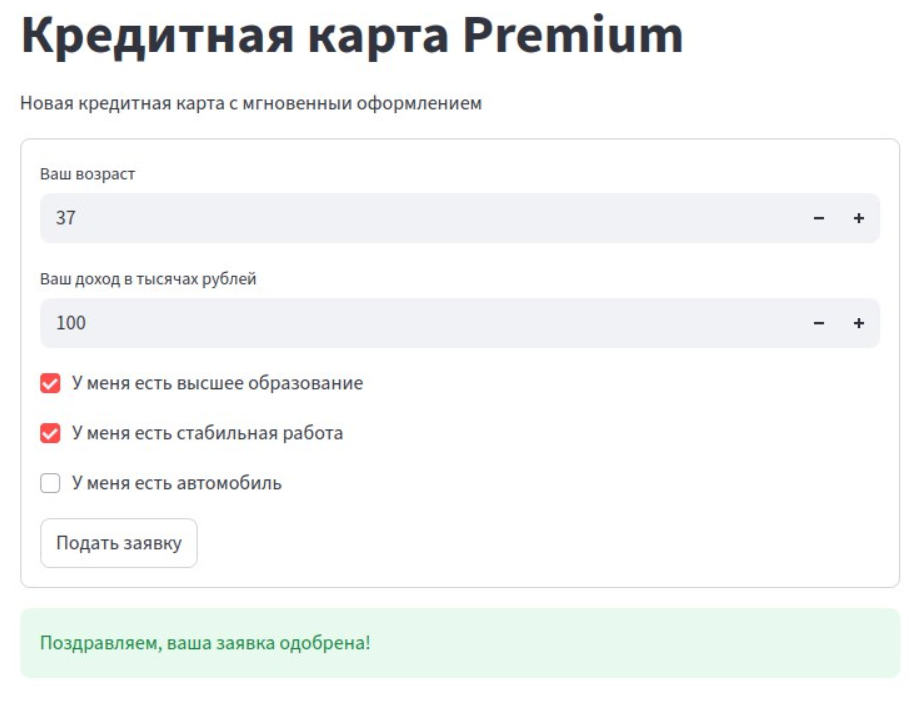 Кредитная карта Premium
Новая кредитная карта с мгновенныи оформлением
Ваш возраст
37
Ваш доход в тысячах рублей
100
У меня есть высшее образование
У меня есть стабильная работа
У меня есть автомобиль
Подать заявку
Поздравляем, ваша заявка одобрена!